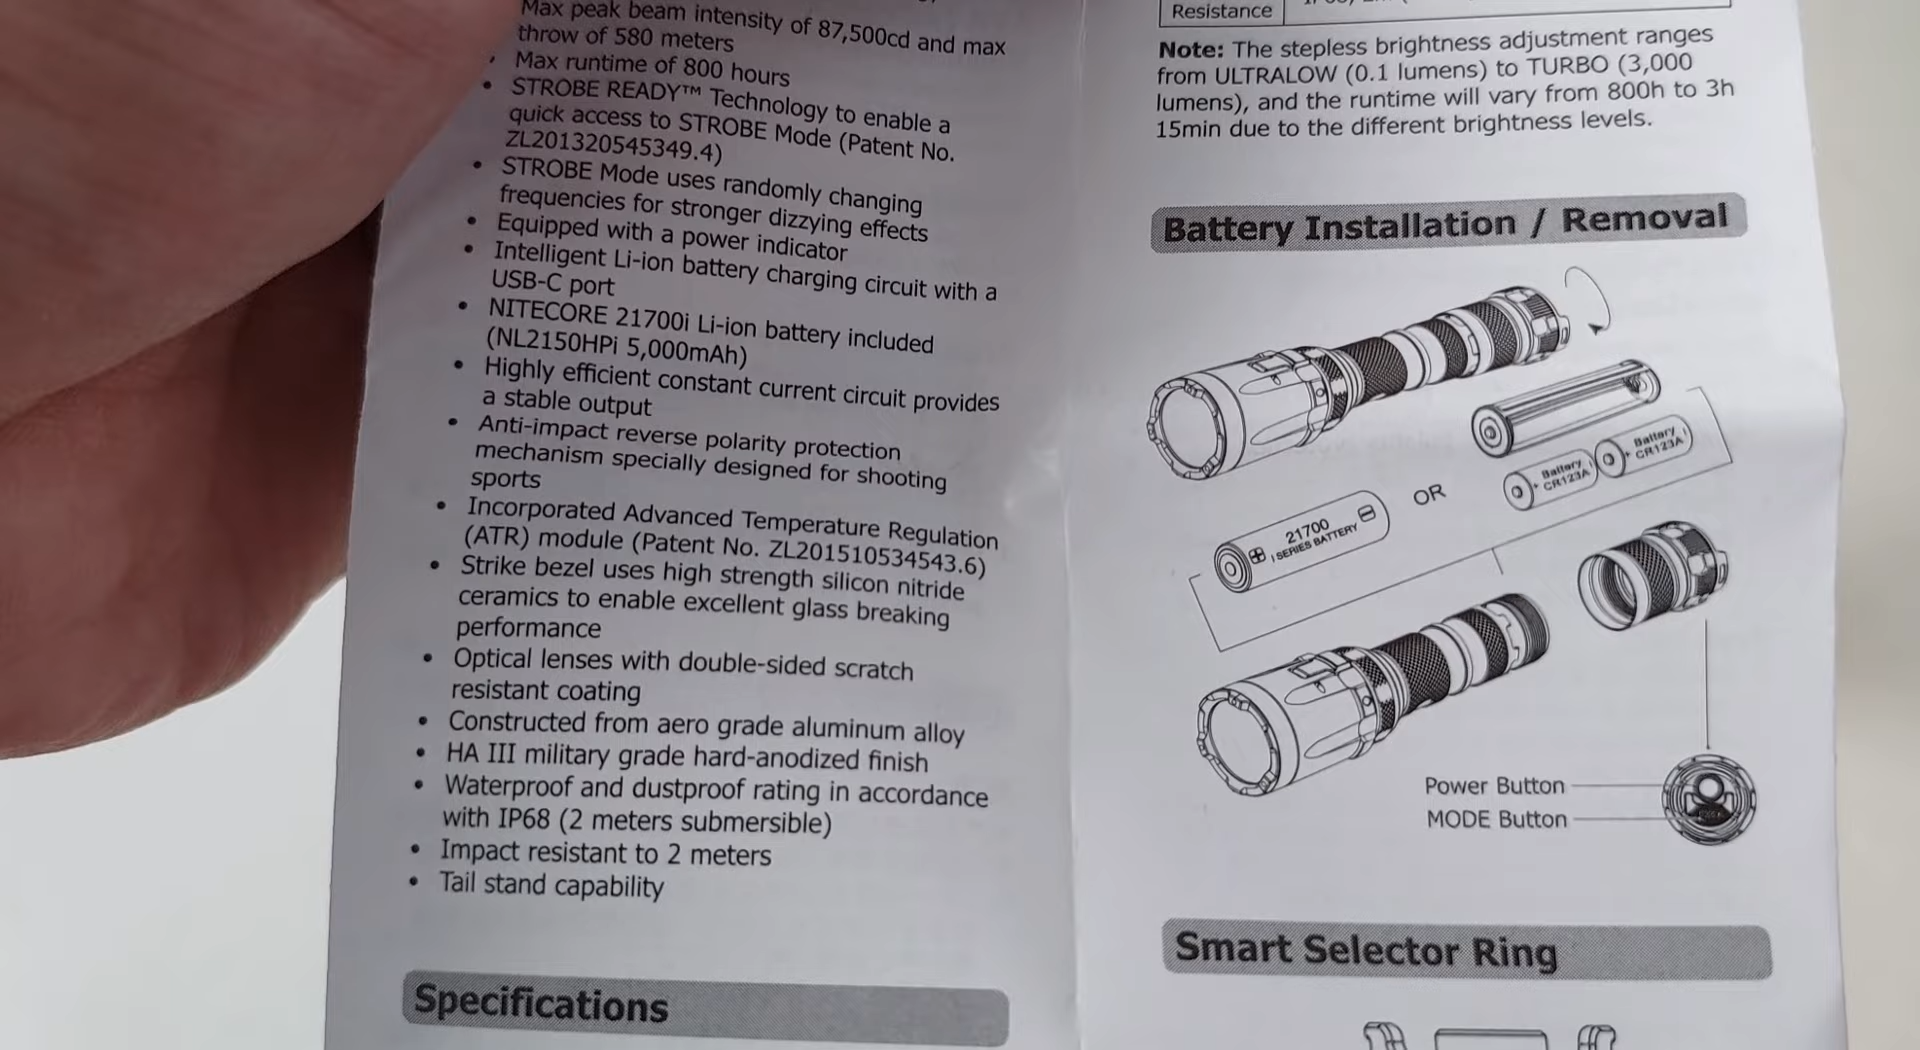 Max peak beam intensity of 87,500cd and max
throw of 580 meters
Max runtime of 800 hours
• STROBE READY™ Technology to enable a
quick access to STROBE Mode (Patent No.
ZL201320545349.4)
• STROBE Mode uses randomly changing
frequencies for stronger dizzying effects
• Equipped with a power indicator
• Intelligent Li-ion battery charging circuit with a
USB-C port
• NITECORE 21700i Li-ion battery included
(NL2150HPi 5,000mAh)
• Highly efficient constant current circuit provides
a stable output
• Anti-impact reverse polarity protection
mechanism specially designed for shooting
sports
• Incorporated Advanced Temperature Regulation
(ATR) module (Patent No. ZL201510534543.6)
• Strike bezel uses high strength silicon nitride
ceramics to enable excellent glass breaking
performance
• Optical lenses with double-sided scratch
resistant coating
• Constructed from aero grade aluminum alloy
• HA III military grade hard-anodized finish
• Waterproof and dustproof rating in accordance
with IP68 (2 meters submersible)
• Impact resistant to 2 meters
• Tail stand capability
Specifications
Resistance
Note: The stepless brightness adjustment ranges
from ULTRALOW (0.1 lumens) to TURBO (3,000
lumens), and the runtime will vary from 800h to 3h
15min due to the different brightness levels.
Battery Installation / Removal
Battery
CR123A
Battery
CR123A
OR
21700
I SERIES BATTERY
Power Button
MODE Button
Smart Selector Ring